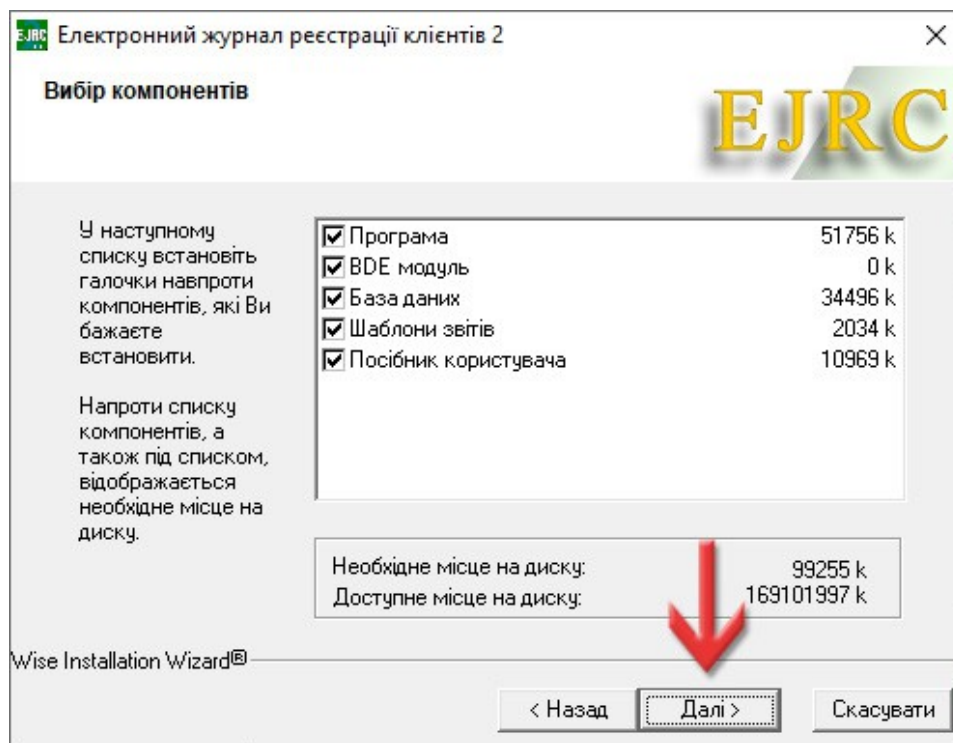 EJRC Електронний журнал реєстрації клієнтів 2
Вибір компонентів
EJRC
У наступному
списку встановіть
галочки навпроти
компонентів, які Ви
бажаєте
встановити.
Напроти списку
компонентів, а
також під списком,
відображається
необхідне місце на
диску.
Програма 51756 k
BDE модуль 0 k
База даних 34496 k
Шаблони звітів 2034 k
Посібник користувача 10969 k
Необхідне місце на диску: 99255 k
Доступне місце на диску: 169101997 k
Wise Installation Wizard®
< Назад Далі > Скасувати